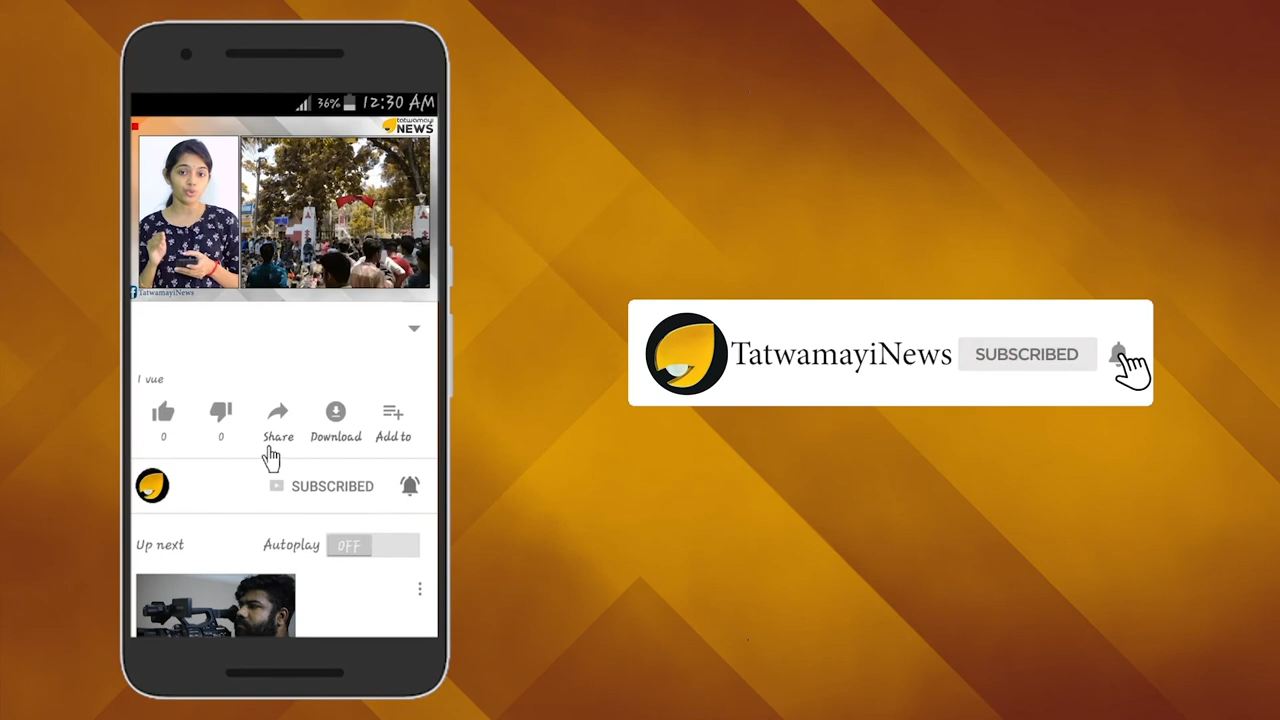 36% 12:30 AM
tatwamayi
NEWS
TatwamayiNews
1 vue
0 0 Share Download Add to
SUBSCRIBED
Up next Autoplay OFF
TatwamayiNews SUBSCRIBED